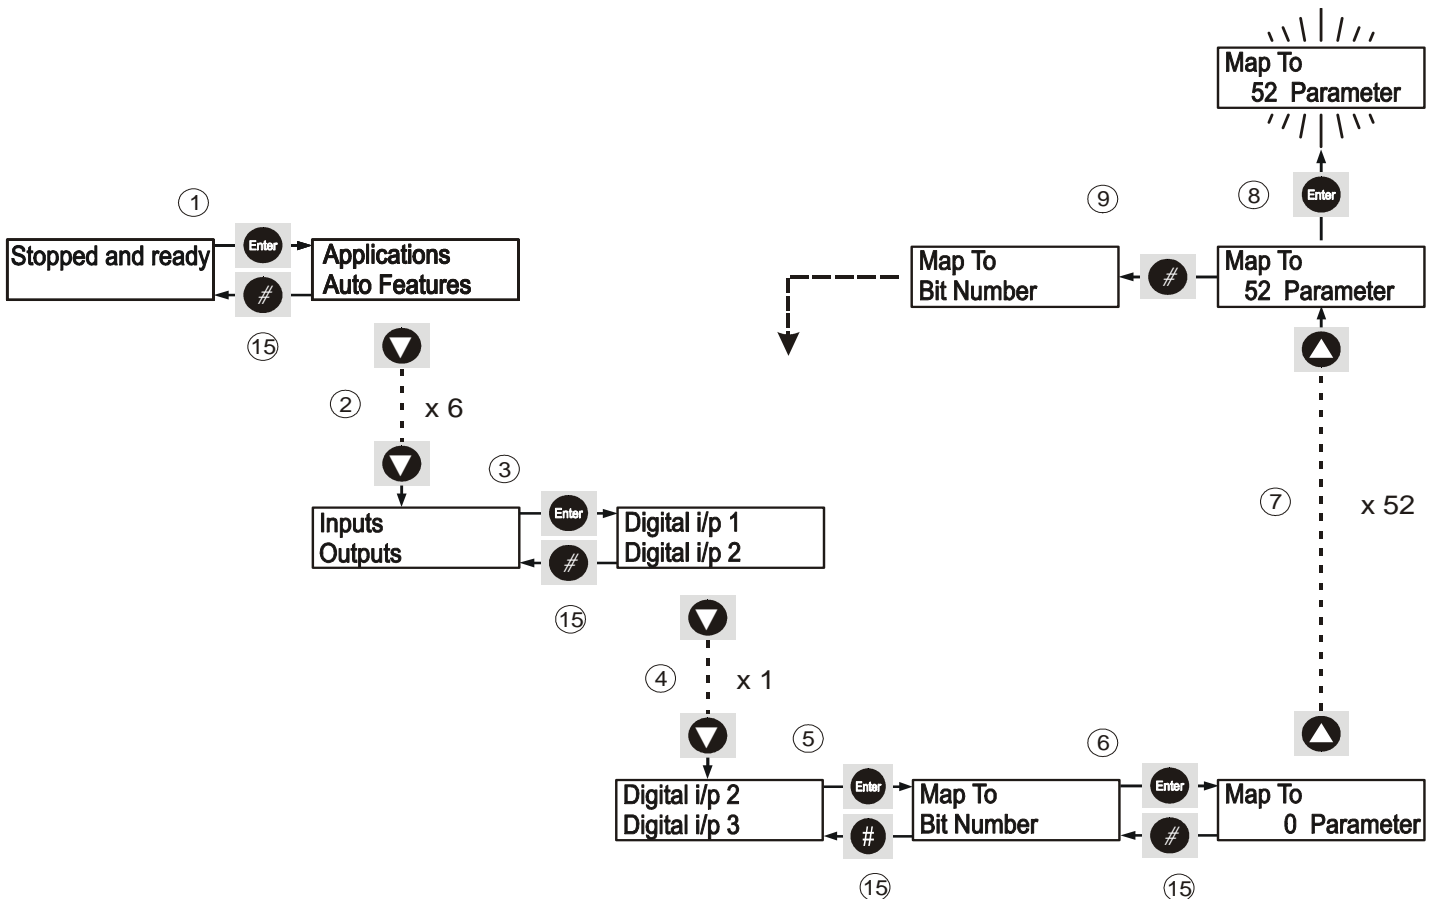 Map To
52 Parameter
1
Enter
9
8
Enter
Stopped and ready
Applications
Auto Features
#
15
Map To
Bit Number
#
Map To
52 Parameter
2
x 6
3
Inputs
Outputs
Enter
#
15
Digital i/p 1
Digital i/p 2
7
x 52
4
x 1
5
6
Digital i/p 2
Digital i/p 3
Enter
#
15
Map To
Bit Number
Enter
#
15
Map To
0 Parameter